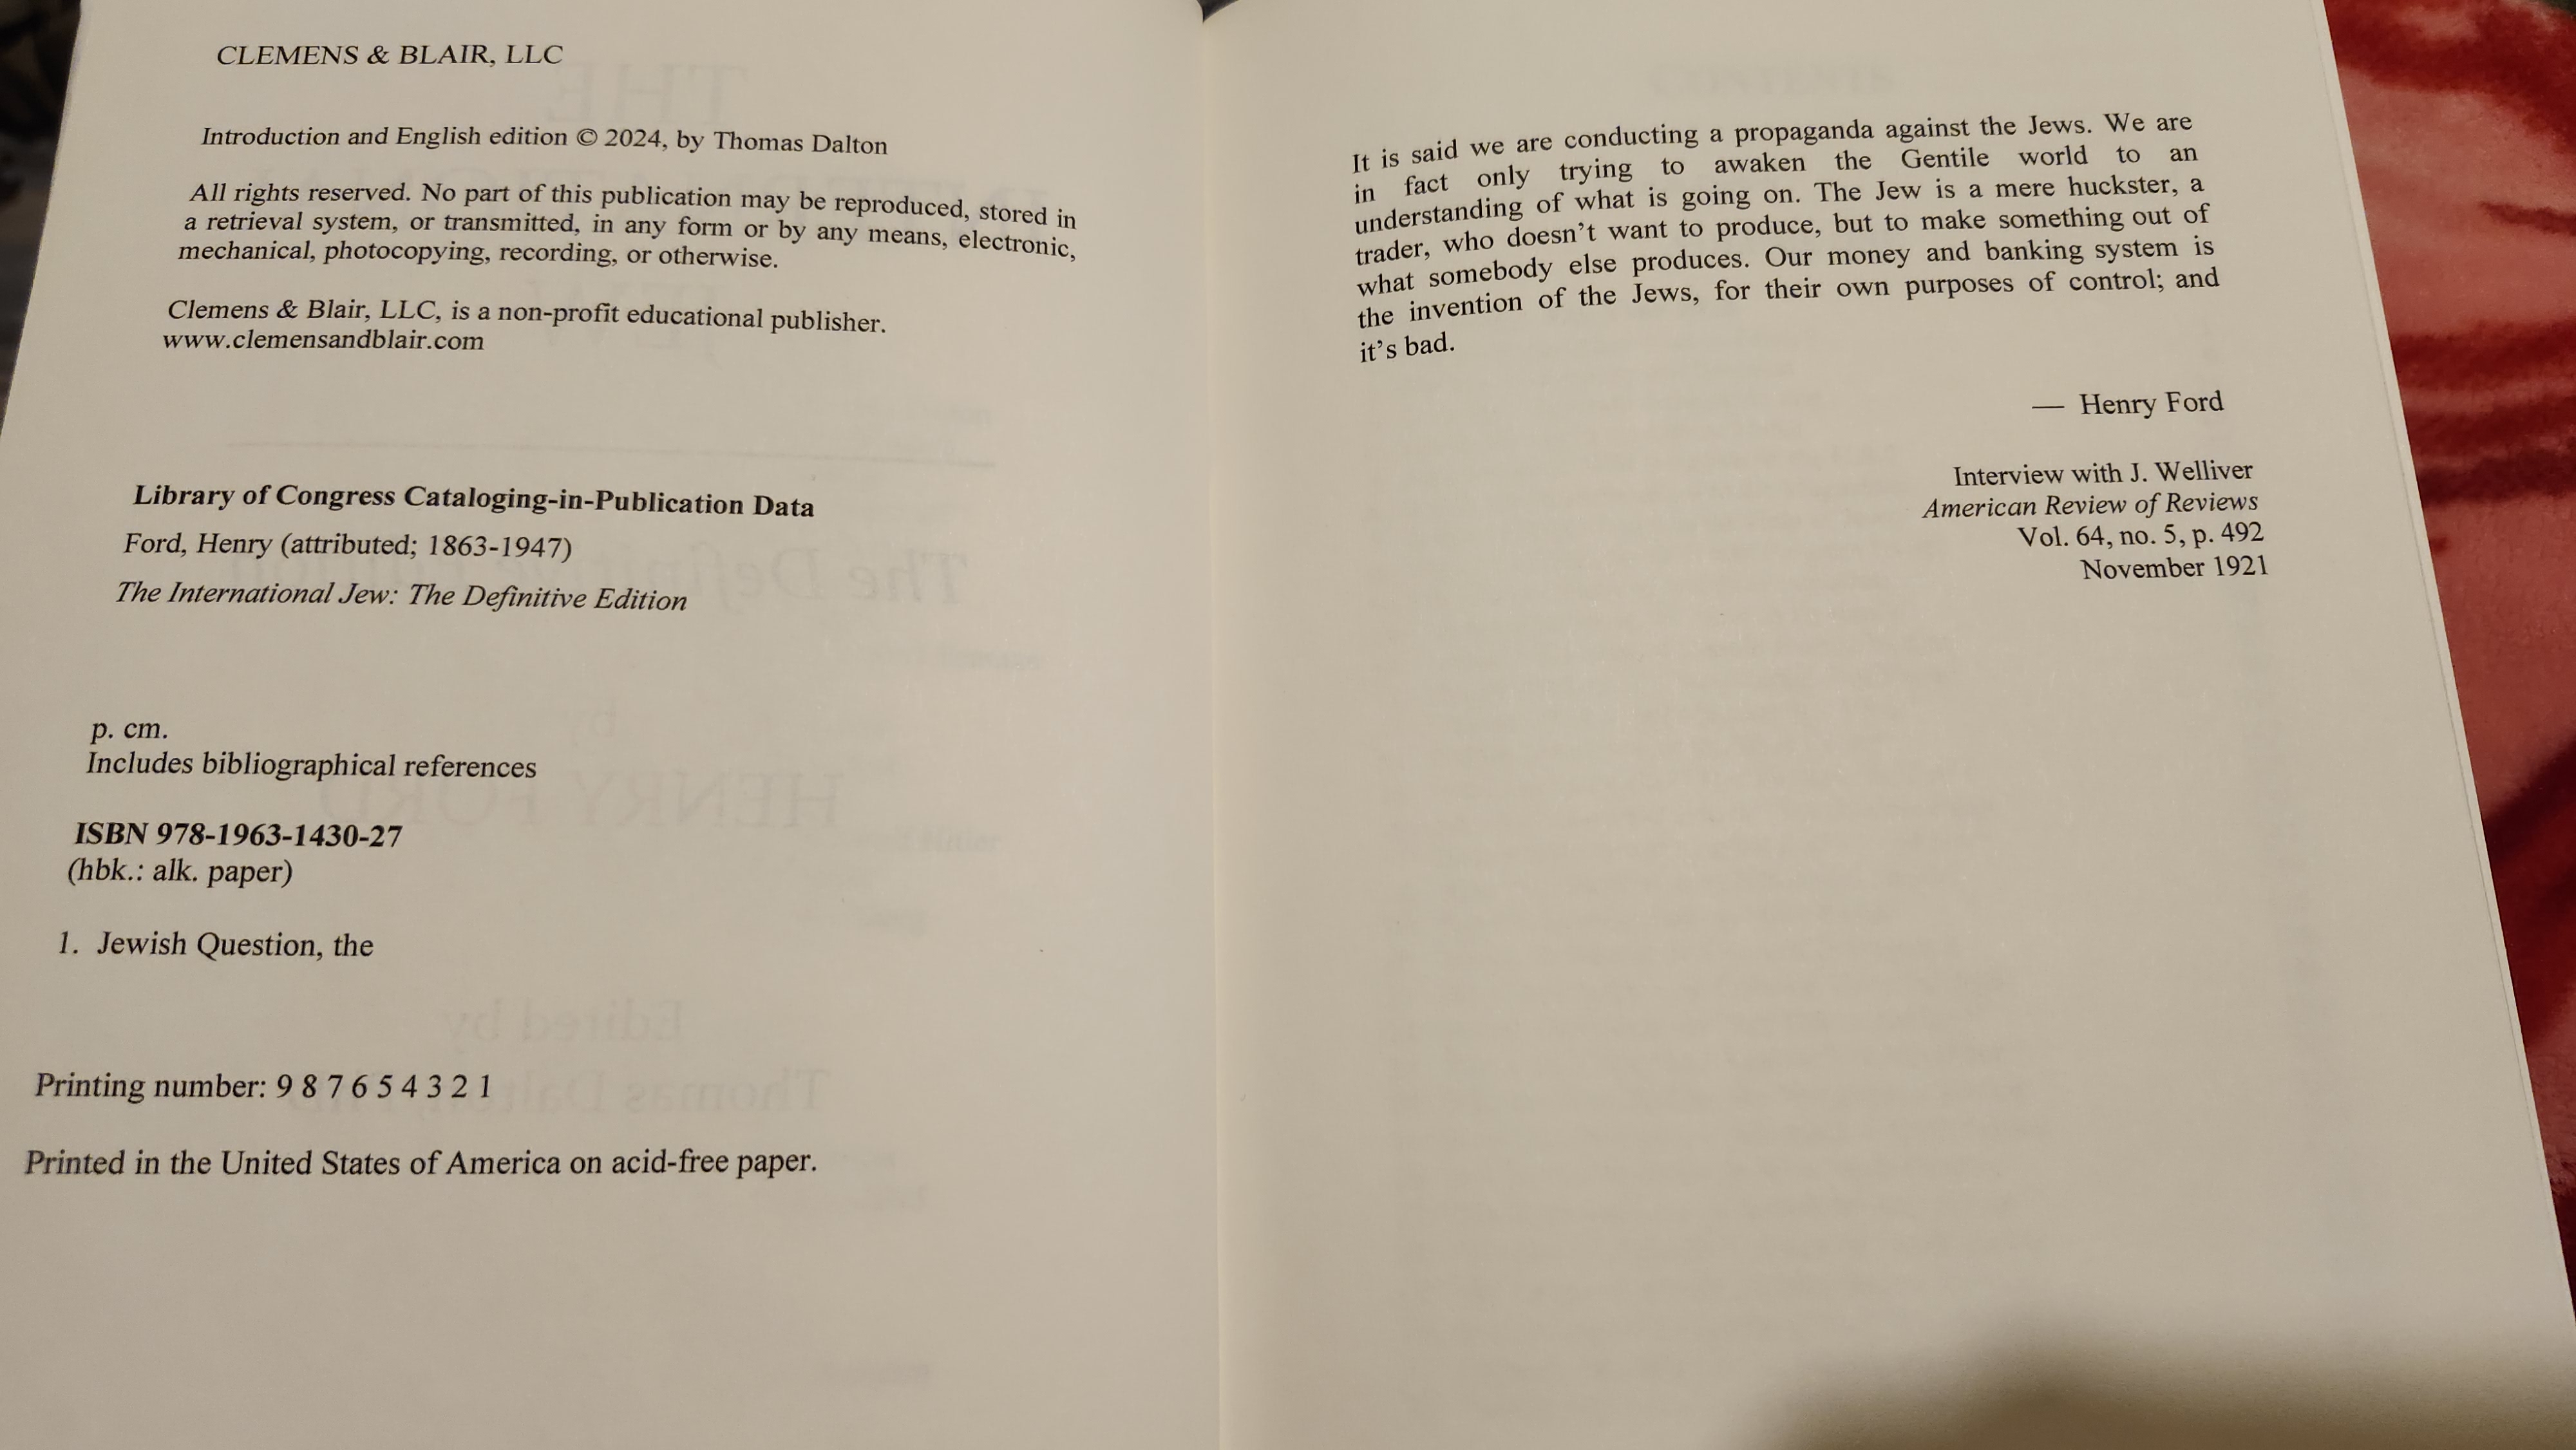 CLEMENS & BLAIR, LLC
Introduction and English edition © 2024, by Thomas Dalton
All rights reserved. No part of this publication may be reproduced, stored in
a retrieval system, or transmitted, in any form or by any means, electronic,
mechanical, photocopying, recording, or otherwise.
Clemens & Blair, LLC, is a non-profit educational publisher.
www.clemensandblair.com
Library of Congress Cataloging-in-Publication Data
Ford, Henry (attributed; 1863-1947)
The International Jew: The Definitive Edition
p. cm.
Includes bibliographical references
ISBN 978-1963-1430-27
(hbk.: alk. paper)
1. Jewish Question, the
Printing number: 9 8 7 6 5 4 3 2 1
Printed in the United States of America on acid-free paper.
It is said we are conducting a propaganda against the Jews. We are
in fact only trying to awaken the Gentile world to an
understanding of what is going on. The Jew is a mere huckster, a
trader, who doesn't want to produce, but to make something out of
what somebody else produces. Our money and banking system is
the invention of the Jews, for their own purposes of control; and
it's bad.
— Henry Ford
Interview with J. Welliver
American Review of Reviews
Vol. 64, no. 5, p. 492
November 1921